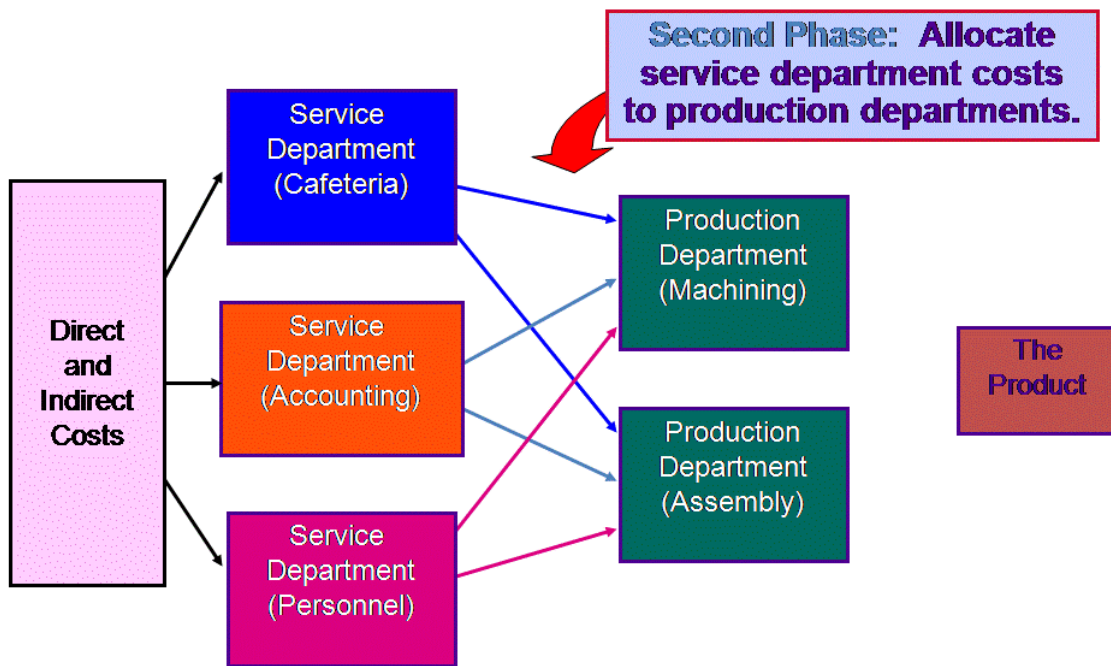 Second Phase: Allocate
service department costs
to production departments.
Service
Department
(Cafeteria)
Production
Department
(Machining)
Direct
and
Indirect
Costs
Service
Department
(Accounting)
The
Product
Production
Department
(Assembly)
Service
Department
(Personnel)